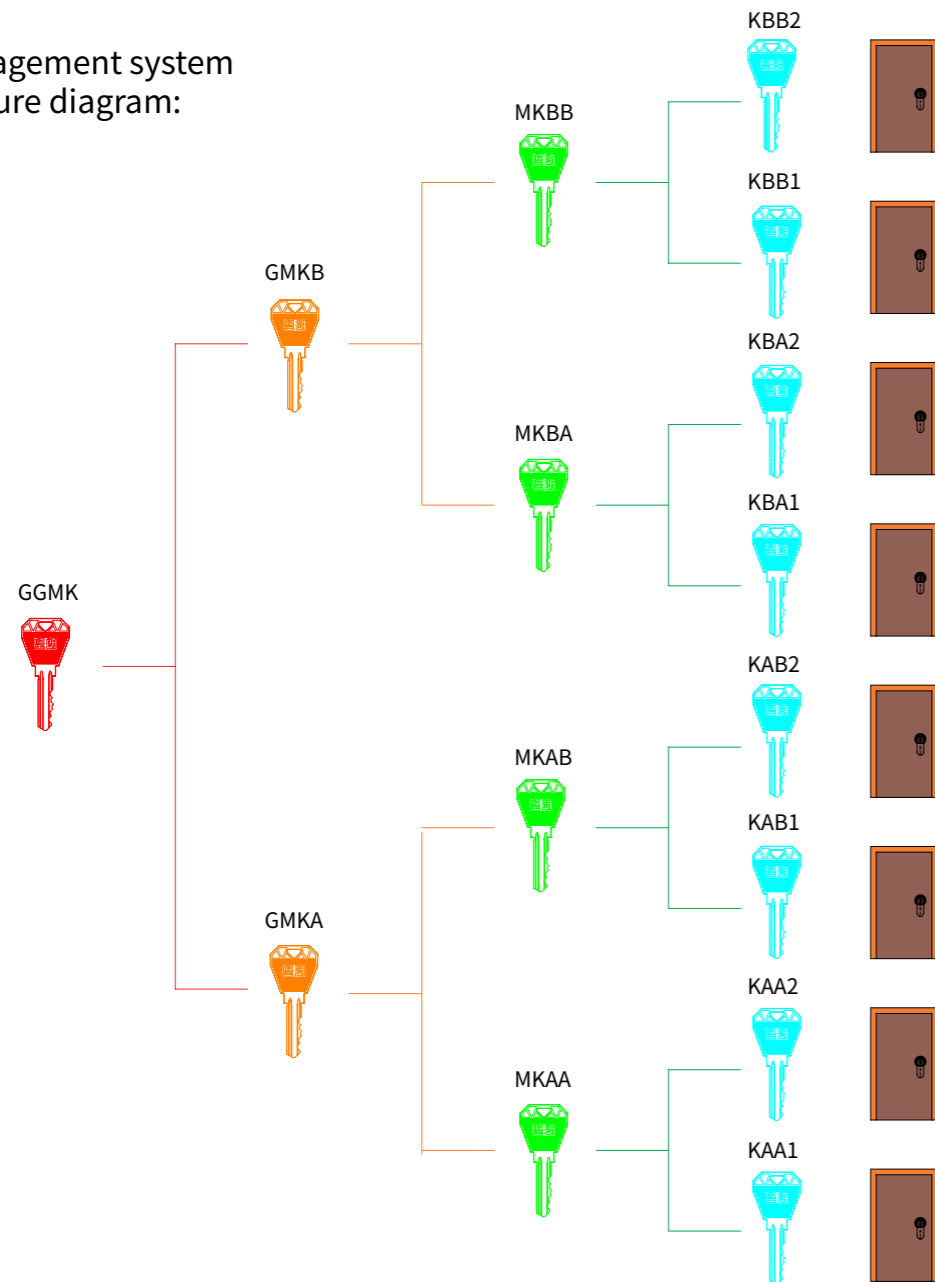 agement system
ure diagram:
KBB2
MKBB
KBB1
GMKB
KBA2
MKBA
KBA1
GGMK
KAB2
MKAB
KAB1
GMKA
KAA2
MKAA
KAA1